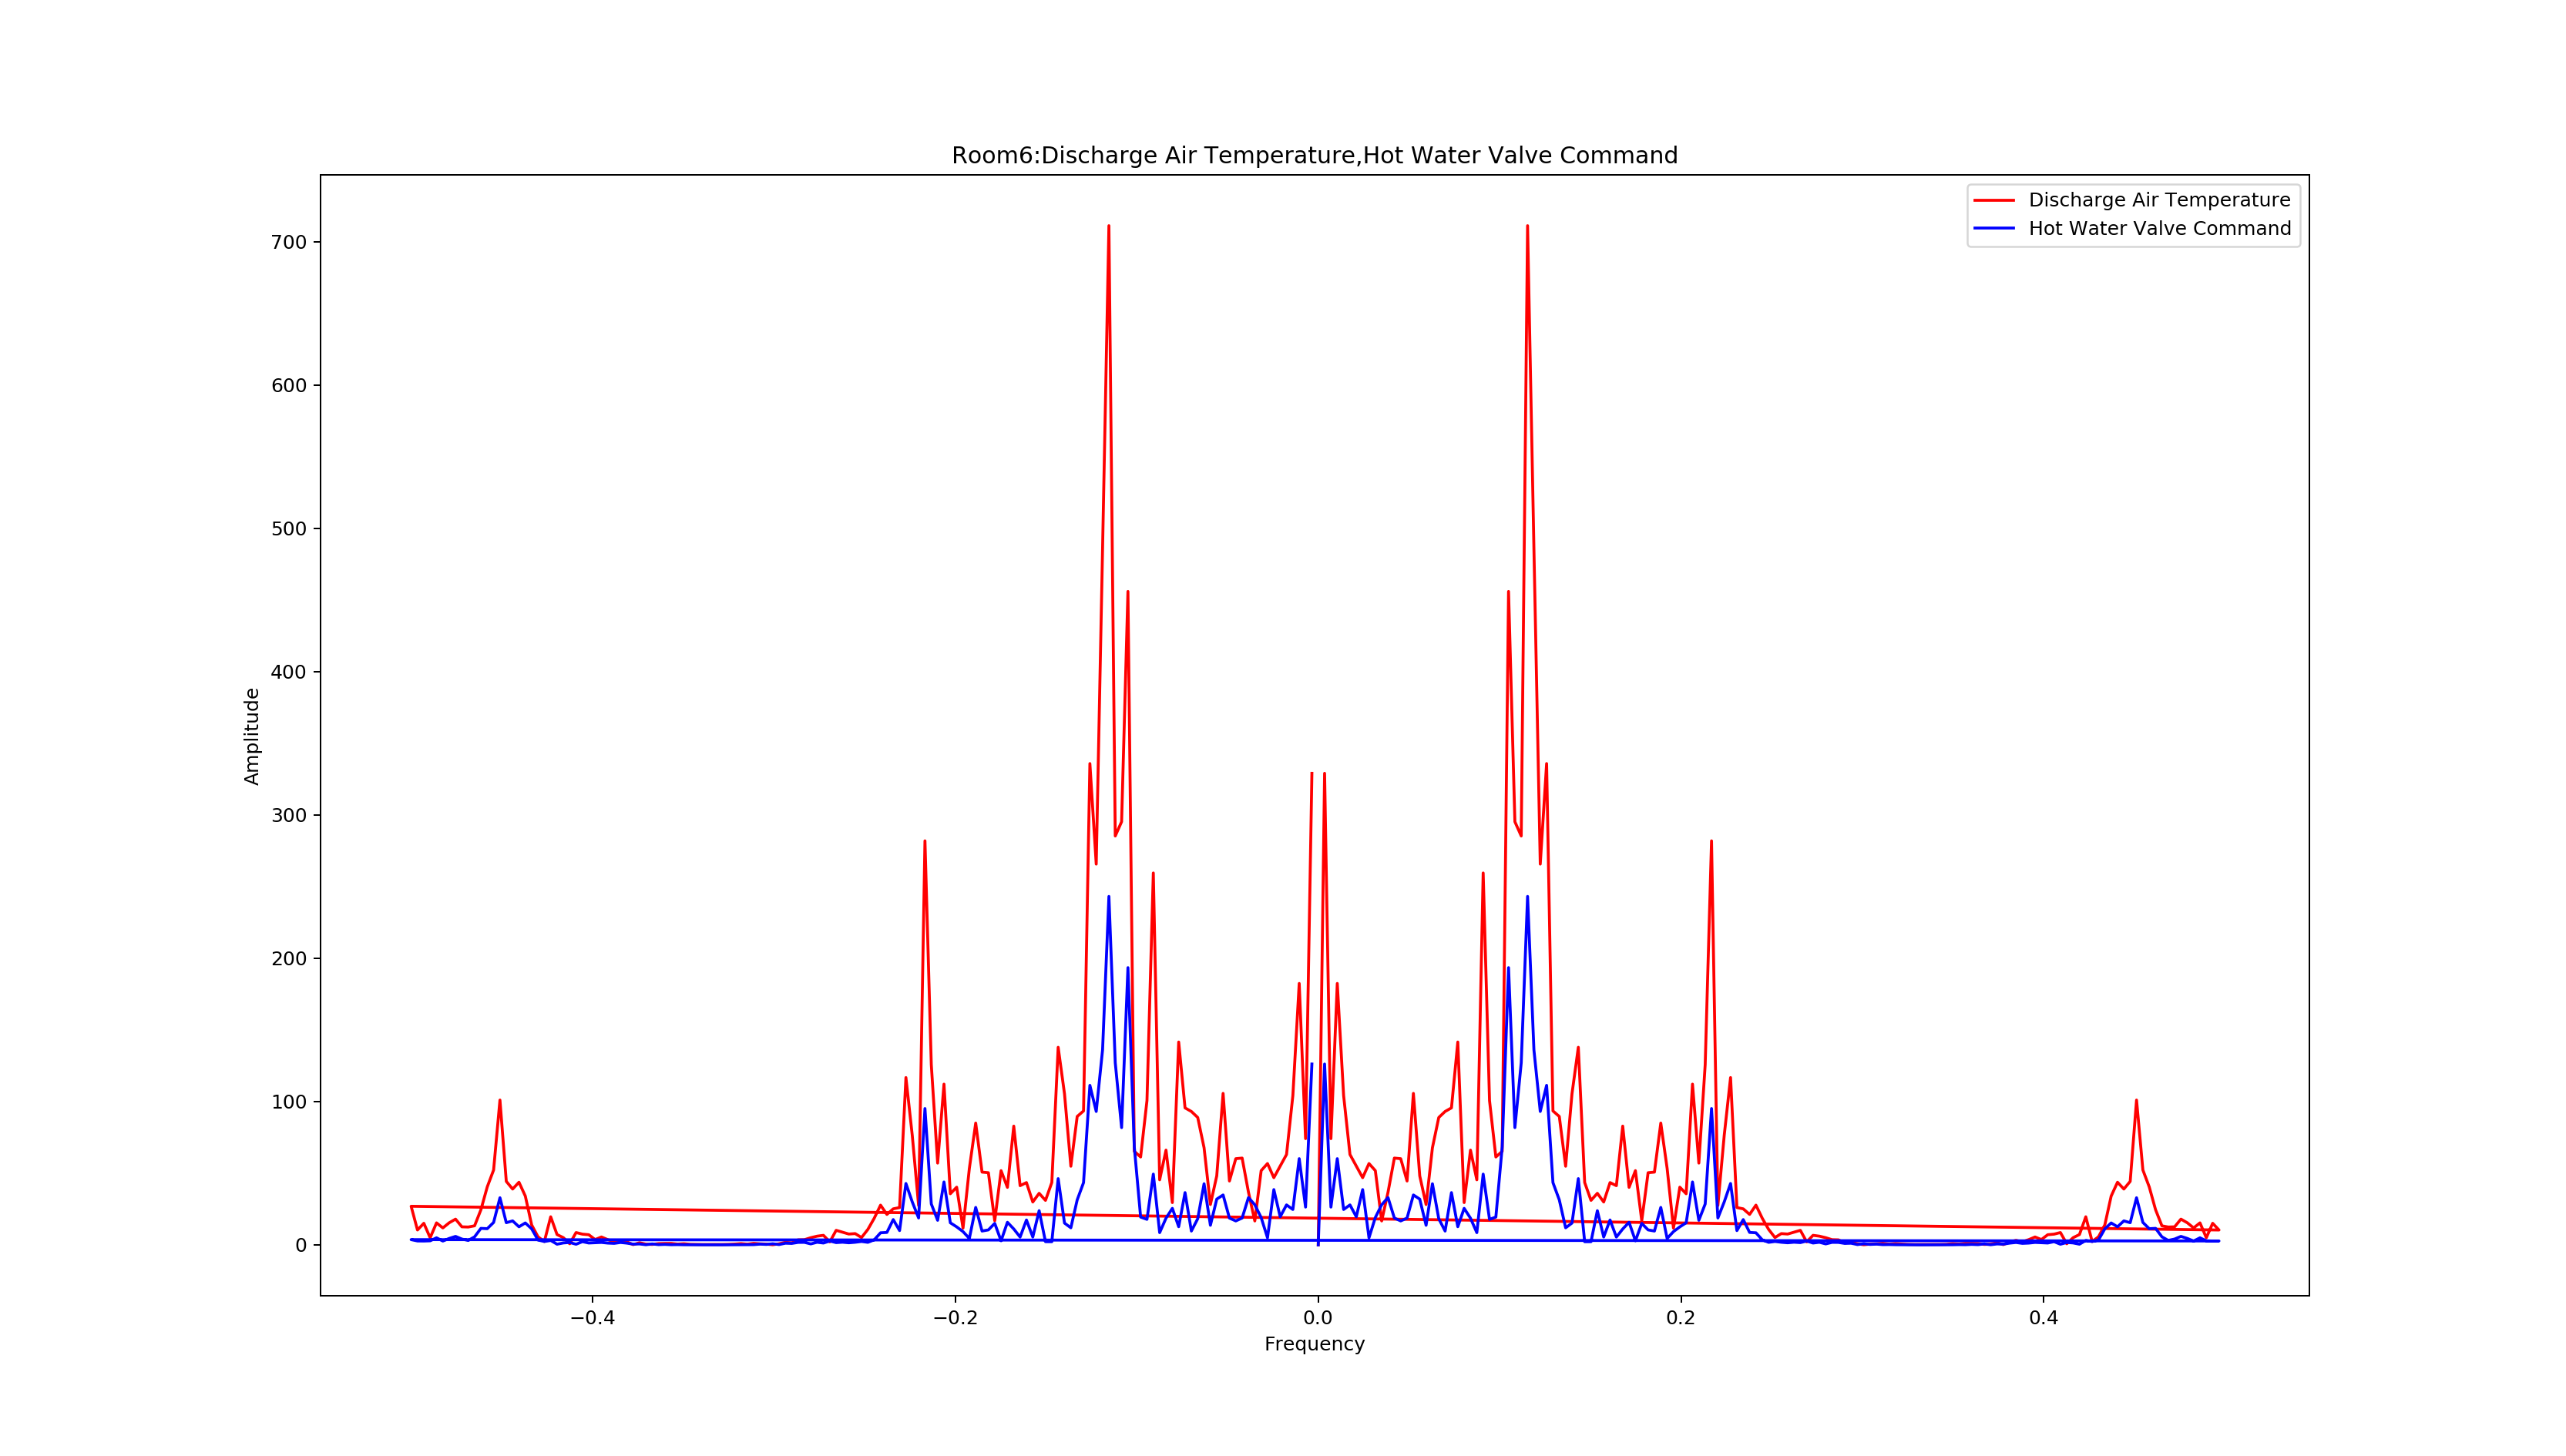 Room6:Discharge Air Temperature,Hot Water Valve Command
Discharge Air Temperature
Hot Water Valve Command
700
600
500
400
300
200
100
0
Amplitude
−0.4
−0.2
0.0
0.2
0.4
Frequency